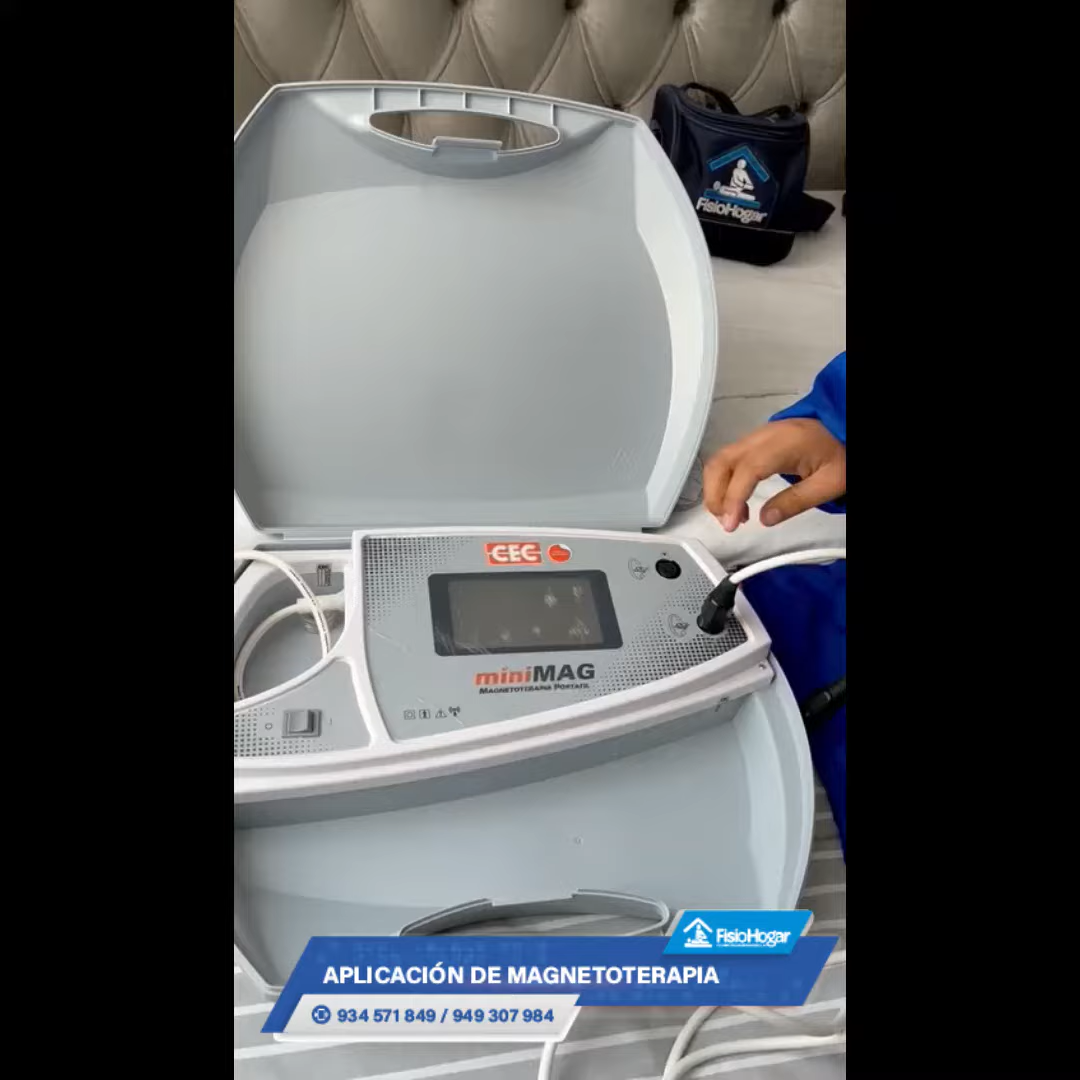 FisioHogar
CEC
miniMAG
MAGNETOTERAPIA PORTATIL
FisioHogar
APLICACIÓN DE MAGNETOTERAPIA
934 571 849 / 949 307 984